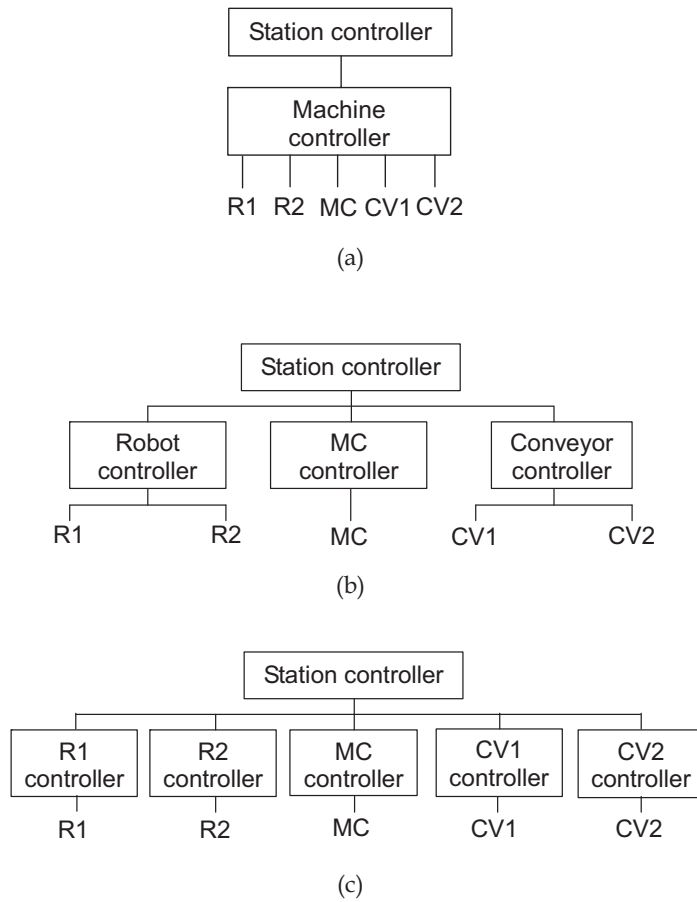 Station controller
Machine
controller
R1 R2 MC CV1 CV2
(a)
Station controller
Robot
controller
MC
controller
Conveyor
controller
R1 R2 MC CV1 CV2
(b)
Station controller
R1
controller
R2
controller
MC
controller
CV1
controller
CV2
controller
R1 R2 MC CV1 CV2
(c)